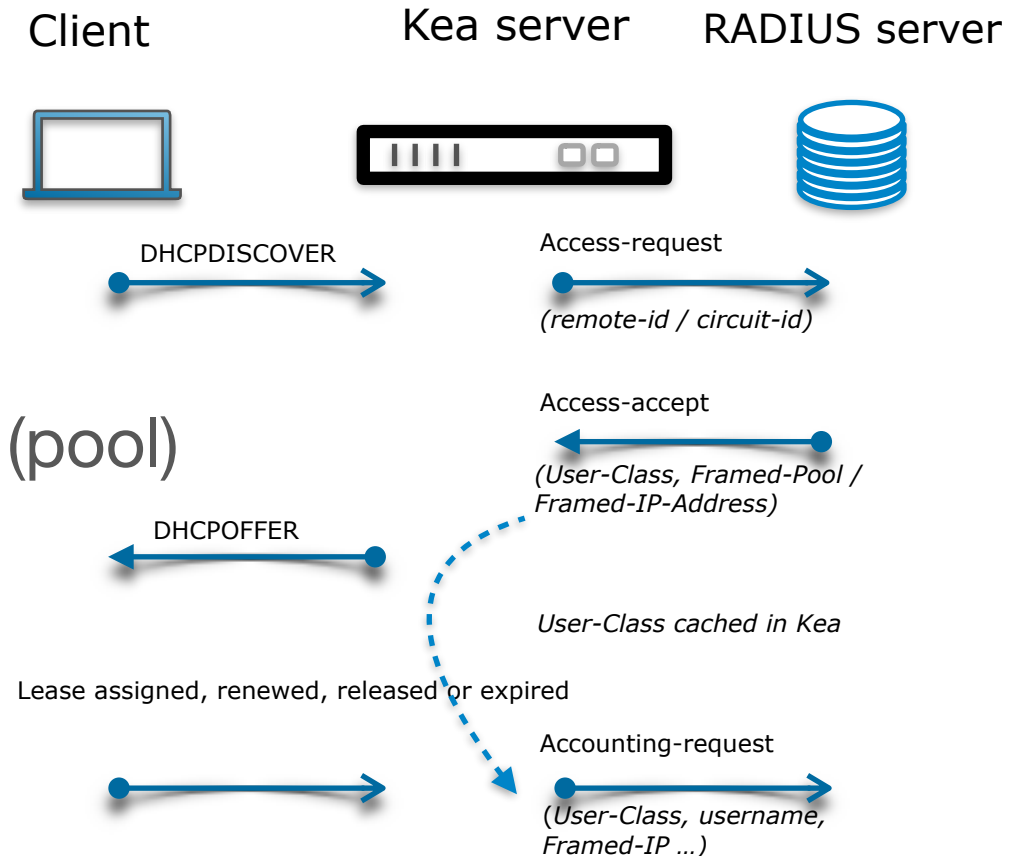 Client
Kea server
RADIUS server
DHCPDISCOVER
Access-request
(remote-id / circuit-id)
Access-accept
(pool)
(User-Class, Framed-Pool /
Framed-IP-Address)
DHCPOFFER
User-Class cached in Kea
Lease assigned, renewed, released or expired
Accounting-request
(User-Class, username,
Framed-IP …)